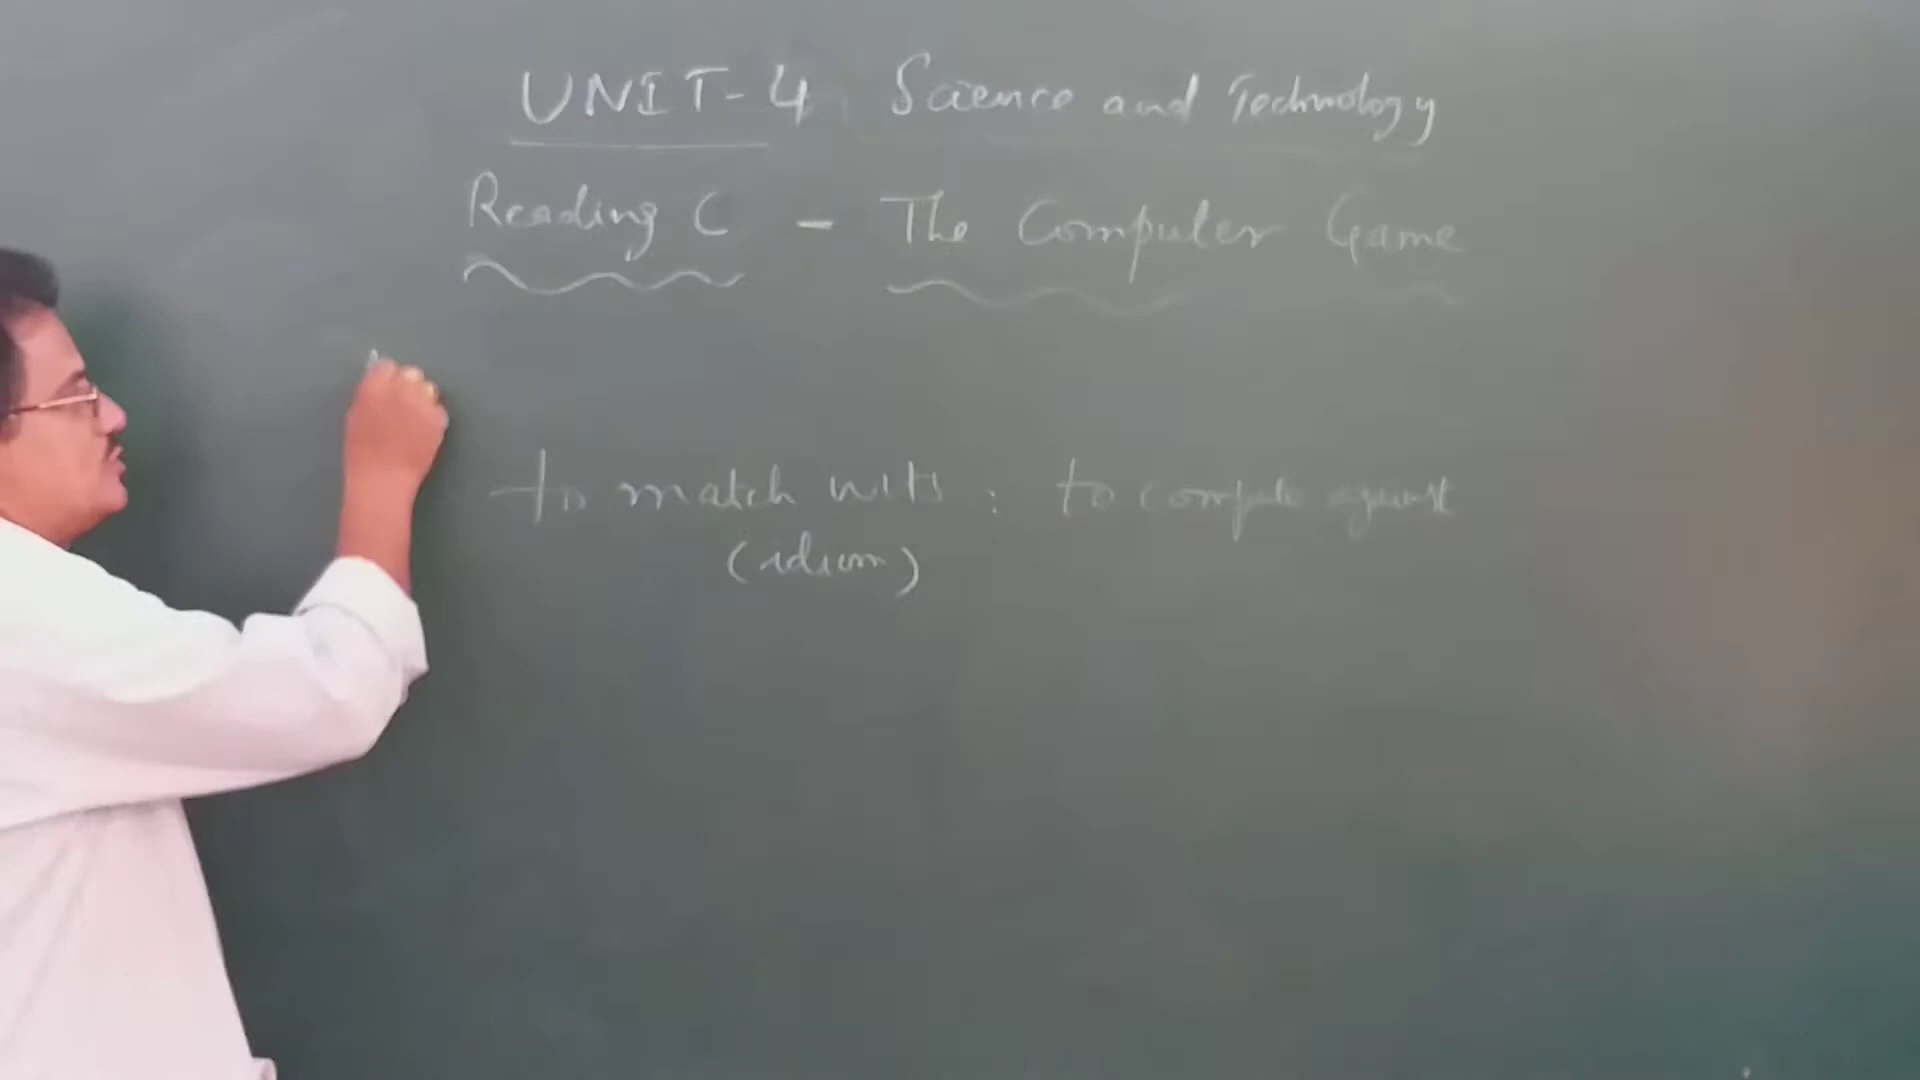 UNIT-4 Science and Technology
Reading C - The Computer Game
to match wits : to compete against
(idiom)